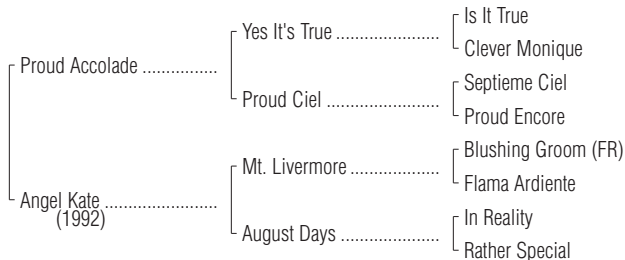 Is It True
Yes It's True ..................
Clever Monique
Proud Accolade .............
Septieme Ciel
Proud Ciel ....................
Proud Encore
Blushing Groom (FR)
Mt. Livermore ................
Flama Ardiente
Angel Kate ....................
(1992)
In Reality
August Days .................
Rather Special